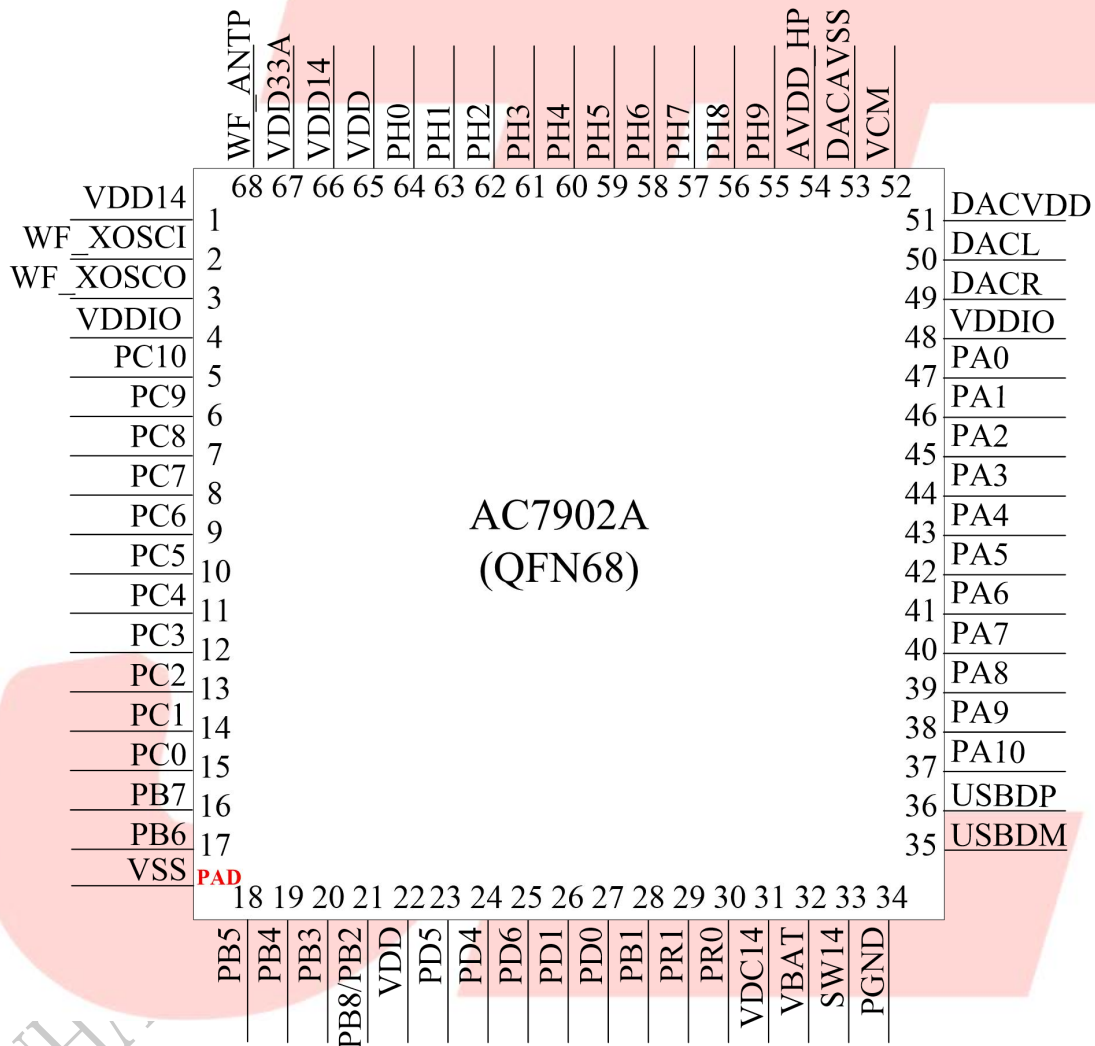 WF_ANTP
VDD33A
VDD14
VDD
PH0
PH1
PH2
PH3
PH4
PH5
PH6
PH7
PH8
PH9
AVDD_HP
DACAVSS
VCM
68 67 66 65 64 63 62 61 60 59 58 57 56 55 54 53 52
VDD14 1
WF_XOSCI 2
WF_XOSCO 3
VDDIO 4
PC10 5
PC9 6
PC8 7
PC7 8
PC6 9
PC5 10
PC4 11
PC3 12
PC2 13
PC1 14
PC0 15
PB7 16
PB6 17
VSS PAD
AC7902A
(QFN68)
51 DACVDD
50 DACL
49 DACR
48 VDDIO
47 PA0
46 PA1
45 PA2
44 PA3
43 PA4
42 PA5
41 PA6
40 PA7
39 PA8
38 PA9
37 PA10
36 USBDP
35 USBDM
18 19 20 21 22 23 24 25 26 27 28 29 30 31 32 33 34
PB5
PB4
PB3
PB8/PB2
VDD
PD5
PD4
PD6
PD1
PD0
PB1
PR1
PR0
VDC14
VBAT
SW14
PGND